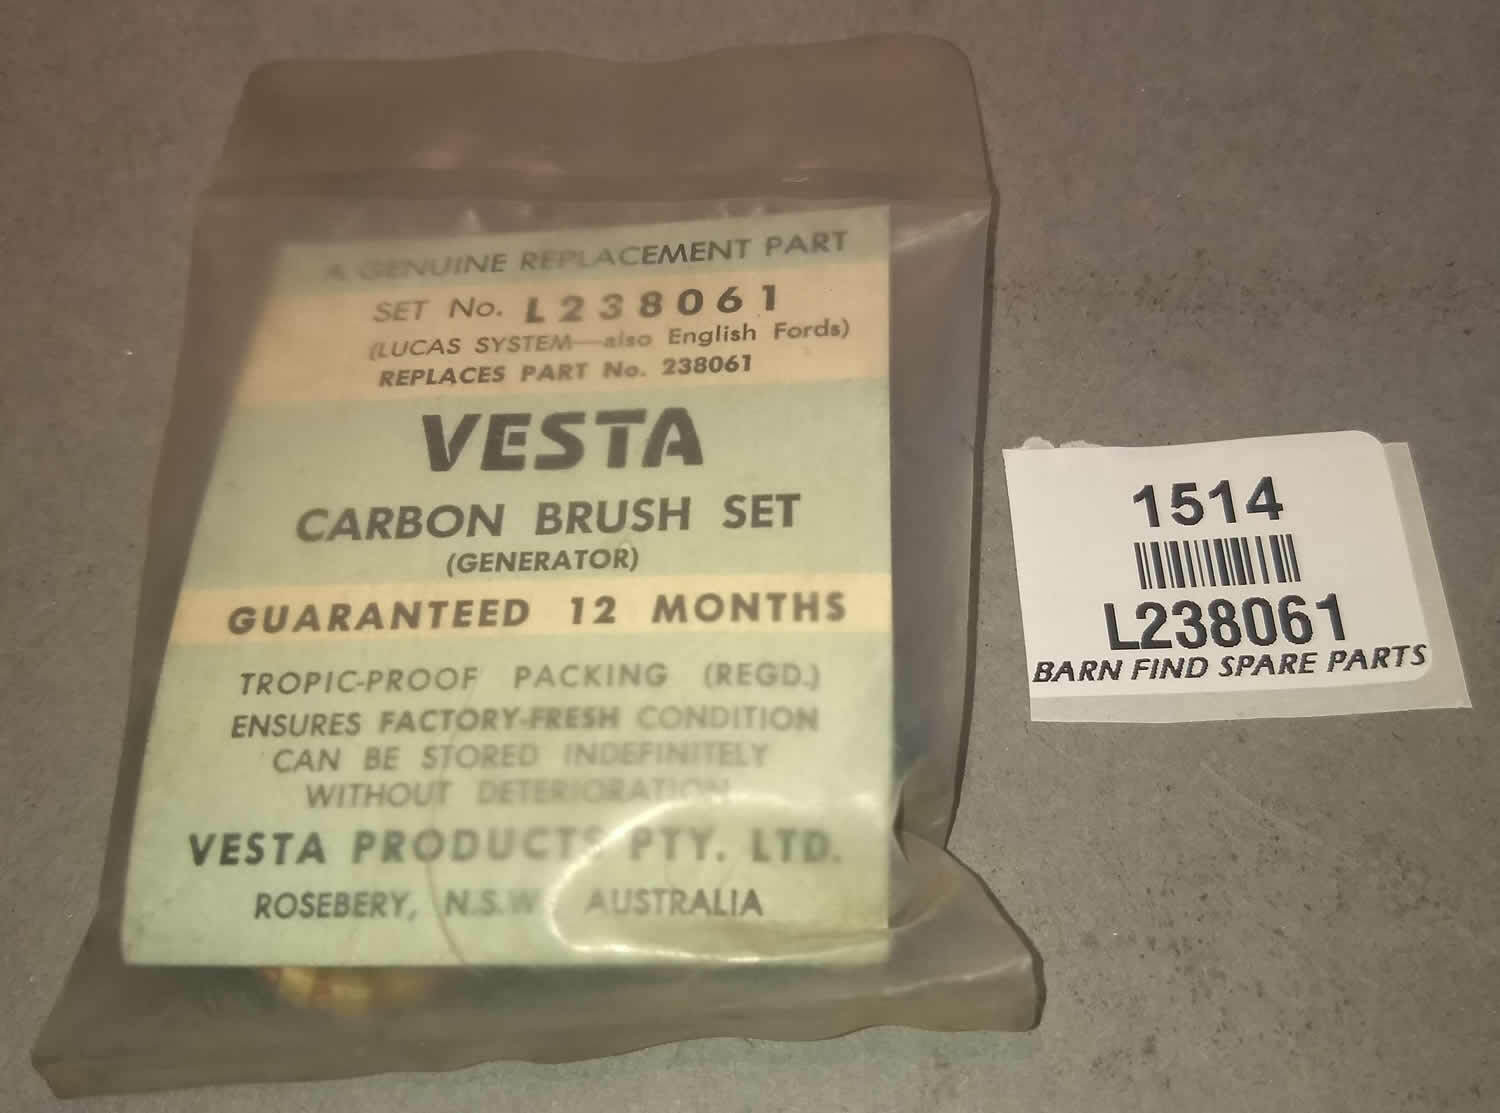 A GENUINE REPLACEMENT PART
SET No. L238061
(LUCAS SYSTEM—also English Fords)
REPLACES PART No. 238061
VESTA
CARBON BRUSH SET
(GENERATOR)
GUARANTEED 12 MONTHS
TROPIC-PROOF PACKING (REGD.)
ENSURES FACTORY-FRESH CONDITION
CAN BE STORED INDEFINITELY
WITHOUT DETERIORATION
VESTA PRODUCTS PTY. LTD.
ROSEBERY, N.S.W. AUSTRALIA
1514
L238061
BARN FIND SPARE PARTS